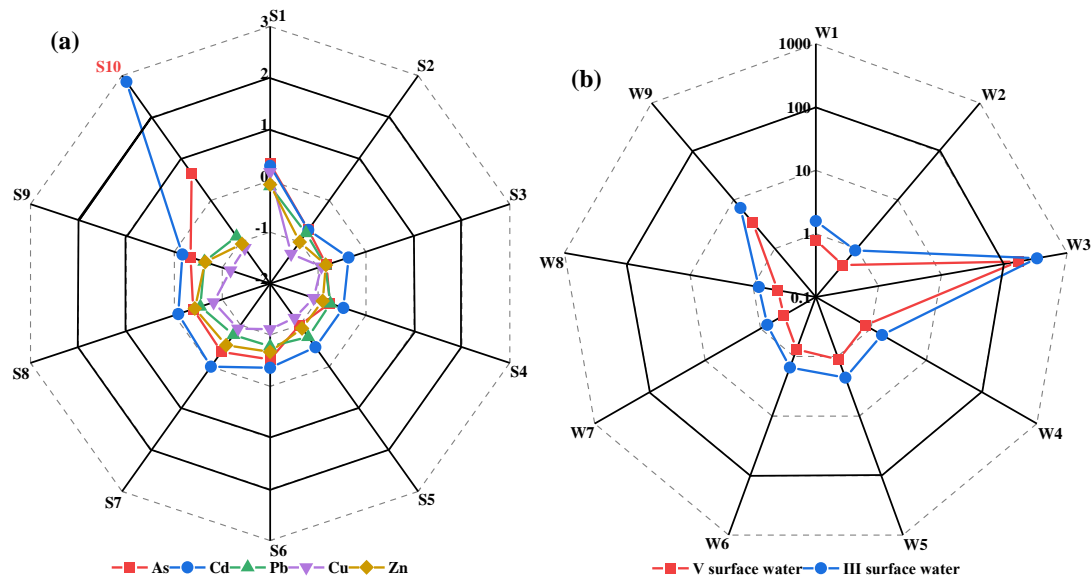 (a)
S1
S2
S3
S4
S5
S6
S7
S8
S9
S10
3
2
1
0
-1
-2
As Cd Pb Cu Zn
(b)
W1
W2
W3
W4
W5
W6
W7
W8
W9
1000
100
10
1
0.1
V surface water III surface water